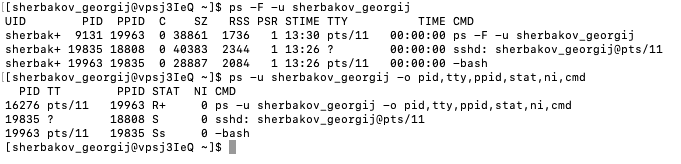 [[sherbakov_georgij@vpsj3IeQ ~]$ ps -F -u sherbakov_georgij
UID        PID  PPID  C    SZ   RSS PSR STIME TTY          TIME CMD
sherbak+  9131 19963  0 38861  1736   1 13:30 pts/11   00:00:00 ps -F -u sherbakov_georgij
sherbak+ 19835 18808  0 40383  2344   1 13:26 ?        00:00:00 sshd: sherbakov_georgij@pts/11
sherbak+ 19963 19835  0 28887  2084   1 13:26 pts/11   00:00:00 -bash
[[sherbakov_georgij@vpsj3IeQ ~]$ ps -u sherbakov_georgij -o pid,tty,ppid,stat,ni,cmd
  PID TT        PPID STAT  NI CMD
16276 pts/11   19963 R+     0 ps -u sherbakov_georgij -o pid,tty,ppid,stat,ni,cmd
19835 ?        18808 S      0 sshd: sherbakov_georgij@pts/11
19963 pts/11   19835 Ss     0 -bash
[sherbakov_georgij@vpsj3IeQ ~]$